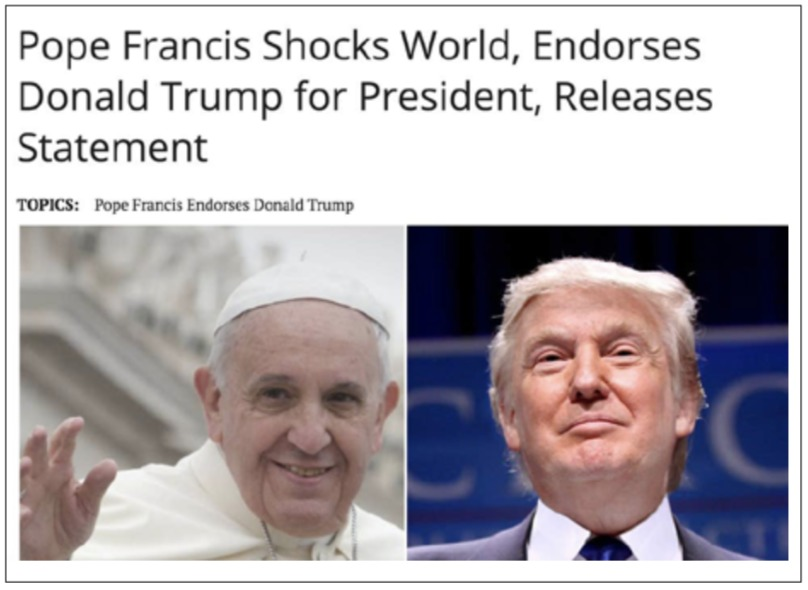 Pope Francis Shocks World, Endorses
Donald Trump for President, Releases
Statement
TOPICS: Pope Francis Endorses Donald Trump
C
C